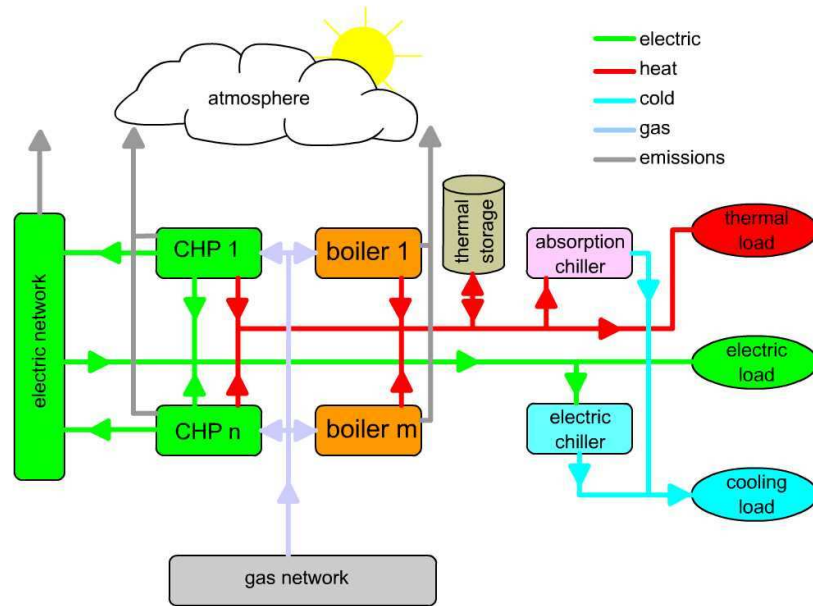 electric
heat
cold
gas
emissions
atmosphere
electric network
CHP 1
boiler 1
thermal
storage
absorption
chiller
thermal
load
electric
load
CHP n
boiler m
electric
chiller
cooling
load
gas network